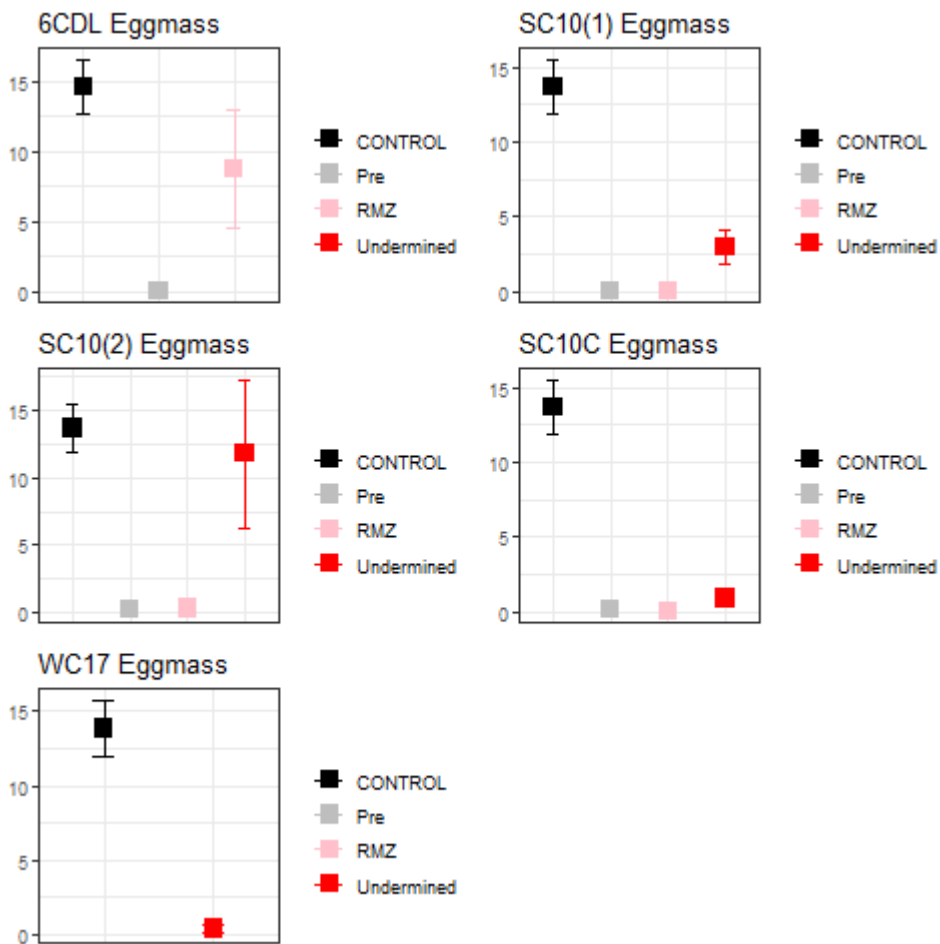 6CDL Eggmass
15
10
5
0
CONTROL
Pre
RMZ
Undermined
SC10(1) Eggmass
15
10
5
0
CONTROL
Pre
RMZ
Undermined
SC10(2) Eggmass
15
10
5
0
CONTROL
Pre
RMZ
Undermined
SC10C Eggmass
15
10
5
0
CONTROL
Pre
RMZ
Undermined
WC17 Eggmass
15
10
5
0
CONTROL
Pre
RMZ
Undermined